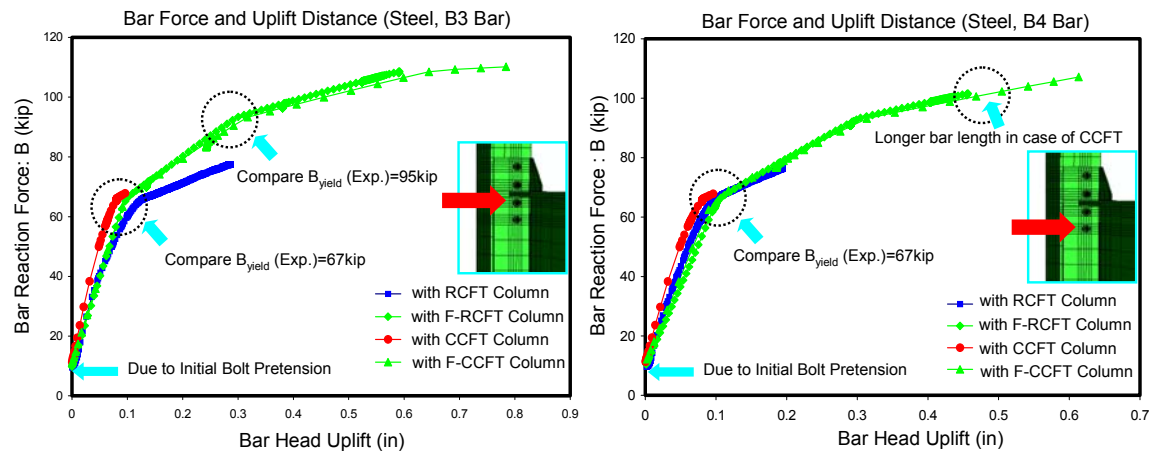 Bar Force and Uplift Distance (Steel, B3 Bar)
120
100
80
60
40
20
0
Bar Reaction Force: B (kip)
Compare Byield (Exp.)=95kip
Compare Byield (Exp.)=67kip
with RCFT Column
with F-RCFT Column
with CCFT Column
with F-CCFT Column
Due to Initial Bolt Pretension
0 0.1 0.2 0.3 0.4 0.5 0.6 0.7 0.8 0.9
Bar Head Uplift (in)
Bar Force and Uplift Distance (Steel, B4 Bar)
120
100
80
60
40
20
0
Bar Reaction Force : B (kip)
Longer bar length in case of CCFT
Compare Byield (Exp.)=67kip
with RCFT Column
with F-RCFT Column
with CCFT Column
with F-CCFT Column
Due to Initial Bolt Pretension
0 0.1 0.2 0.3 0.4 0.5 0.6 0.7
Bar Head Uplift (in)